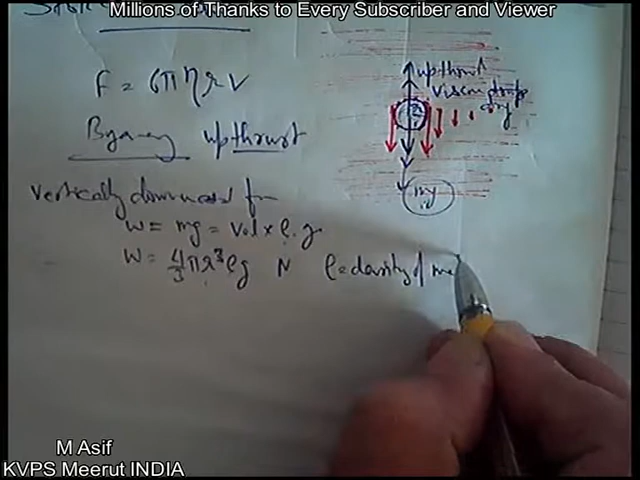 Millions of Thanks to Every Subscriber and Viewer
F = 6πηrv
upthrust
Viscous drag
mg
Buoyancy upthrust
Vertically downward
W = mg = Vol × ρ.g
W = 4/3 πr³ρg N ρ = density of
M Asif
KVPS Meerut INDIA